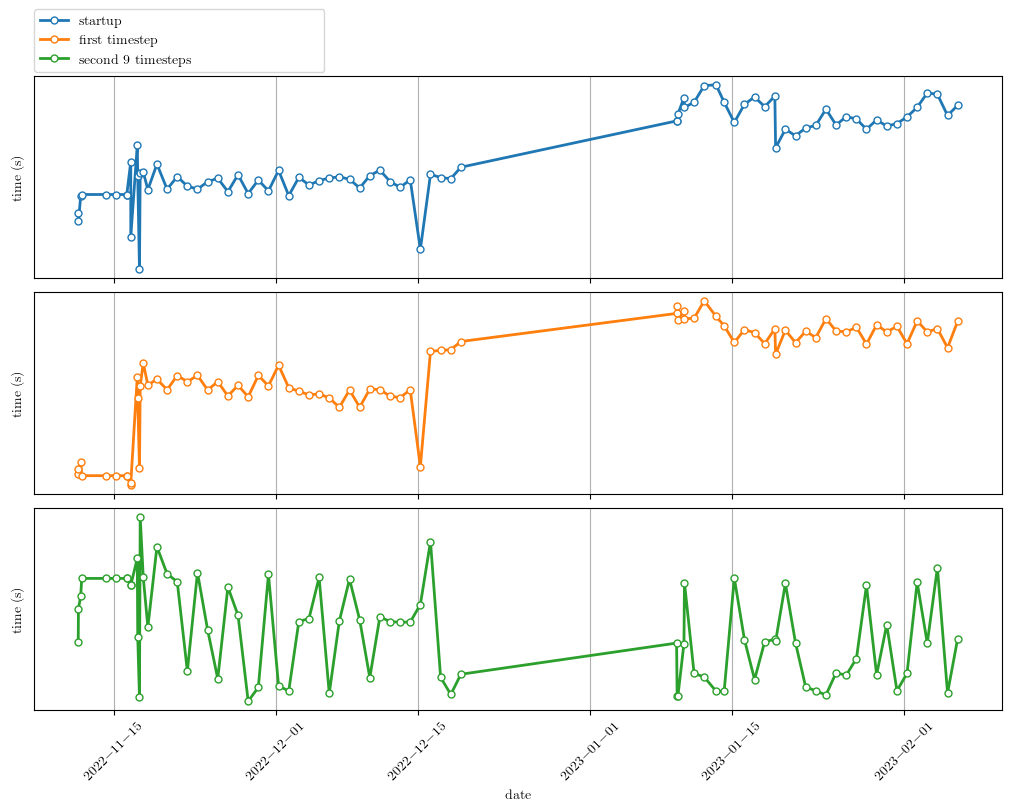 startup
first timestep
second 9 timesteps
time (s)
time (s)
time (s)
2022−11−15
2022−12−01
2022−12−15
2023−01−01
2023−01−15
2023−02−01
date